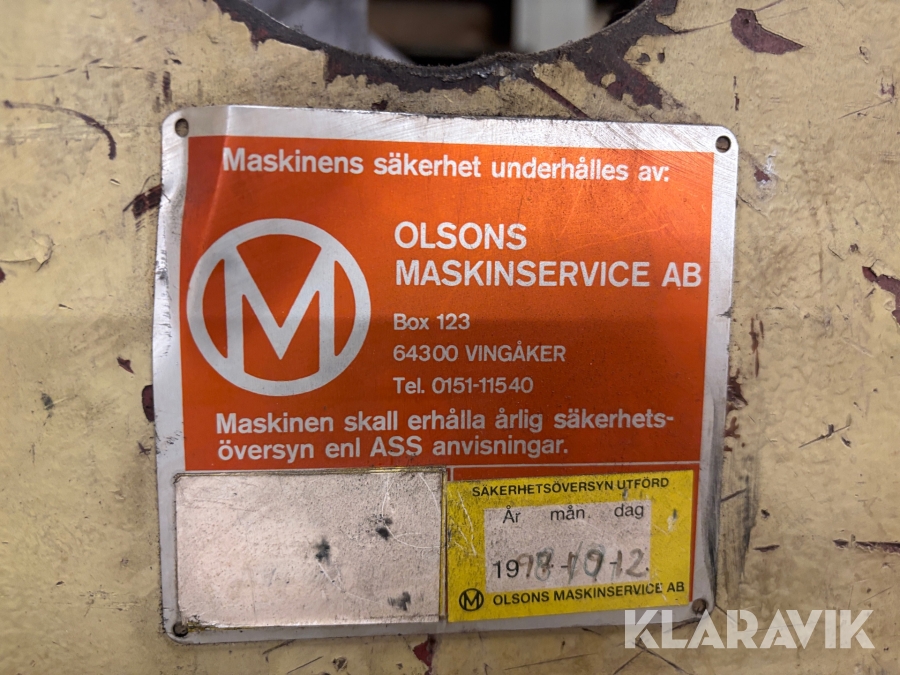 Maskinens säkerhet underhålles av:
M
OLSONS
MASKINSERVICE AB
Box 123
64300 VINGÅKER
Tel. 0151-11540
Maskinen skall erhålla årlig säkerhets-
översyn enl ASS anvisningar.
SÄKERHETSÖVERSYN UTFÖRD
År mån. dag
1998-10-12.
M OLSONS MASKINSERVICE AB
KLARAVIK